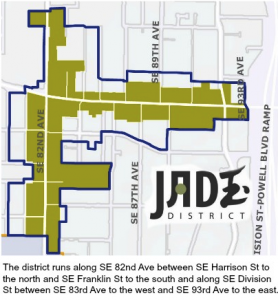 SE 89TH AVE
SE 93RD AVE
SE 82ND AVE
SE 87TH AVE
ISION ST-POWELL BLVD RAMP
JADE
DISTRICT
The district runs along SE 82nd Ave between SE Harrison St to
the north and SE Franklin St to the south and along SE Division
St between SE 83rd Ave to the west and SE 93rd Ave to the east.